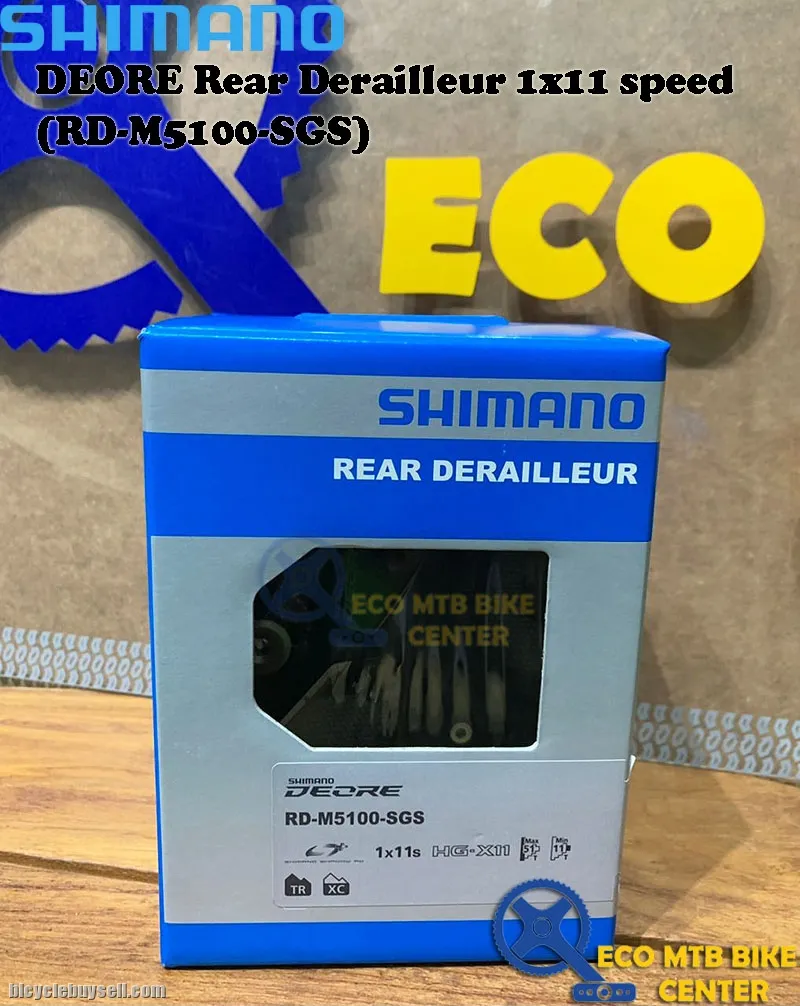 SHIMANO
DEORE Rear Derailleur 1x11 speed
(RD-M5100-SGS)
ECO
SHIMANO
REAR DERAILLEUR
ECO MTB BIKE
CENTER
SHIMANO
DEORE
RD-M5100-SGS
1x11s HG-X11 Max 51T Min 11T
TR XC
ECO MTB BIKE
CENTER
bicyclebuysell.com